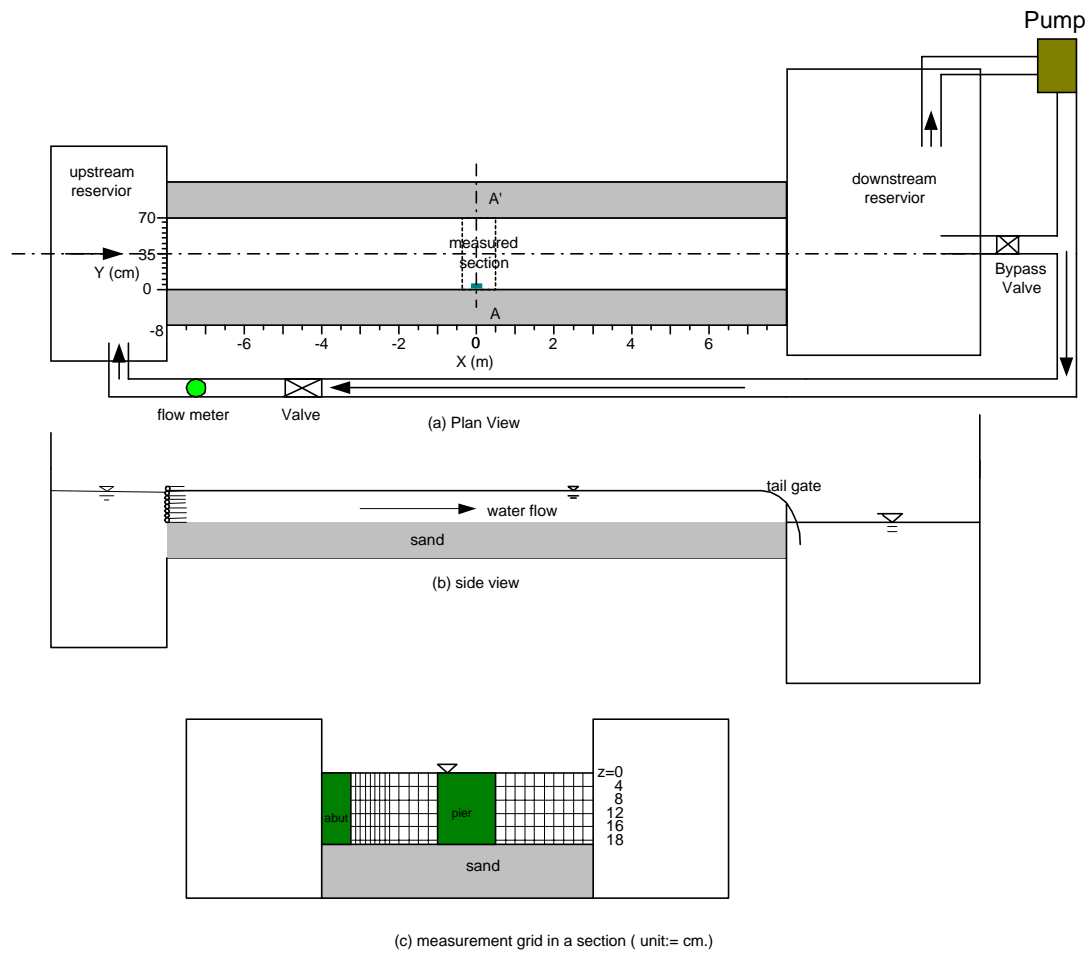 Pump
upstream
reservior
A'
downstream
reservior
70
measured
35
section
Y (cm)
Bypass
Valve
0
A
-8
-6
-4
-2
0
2
4
6
X (m)
flow meter
Valve
(a) Plan View
tail gate
water flow
sand
(b) side view
z=0
4
8
abut
pier
12
16
18
sand
(c) measurement grid in a section ( unit:= cm.)